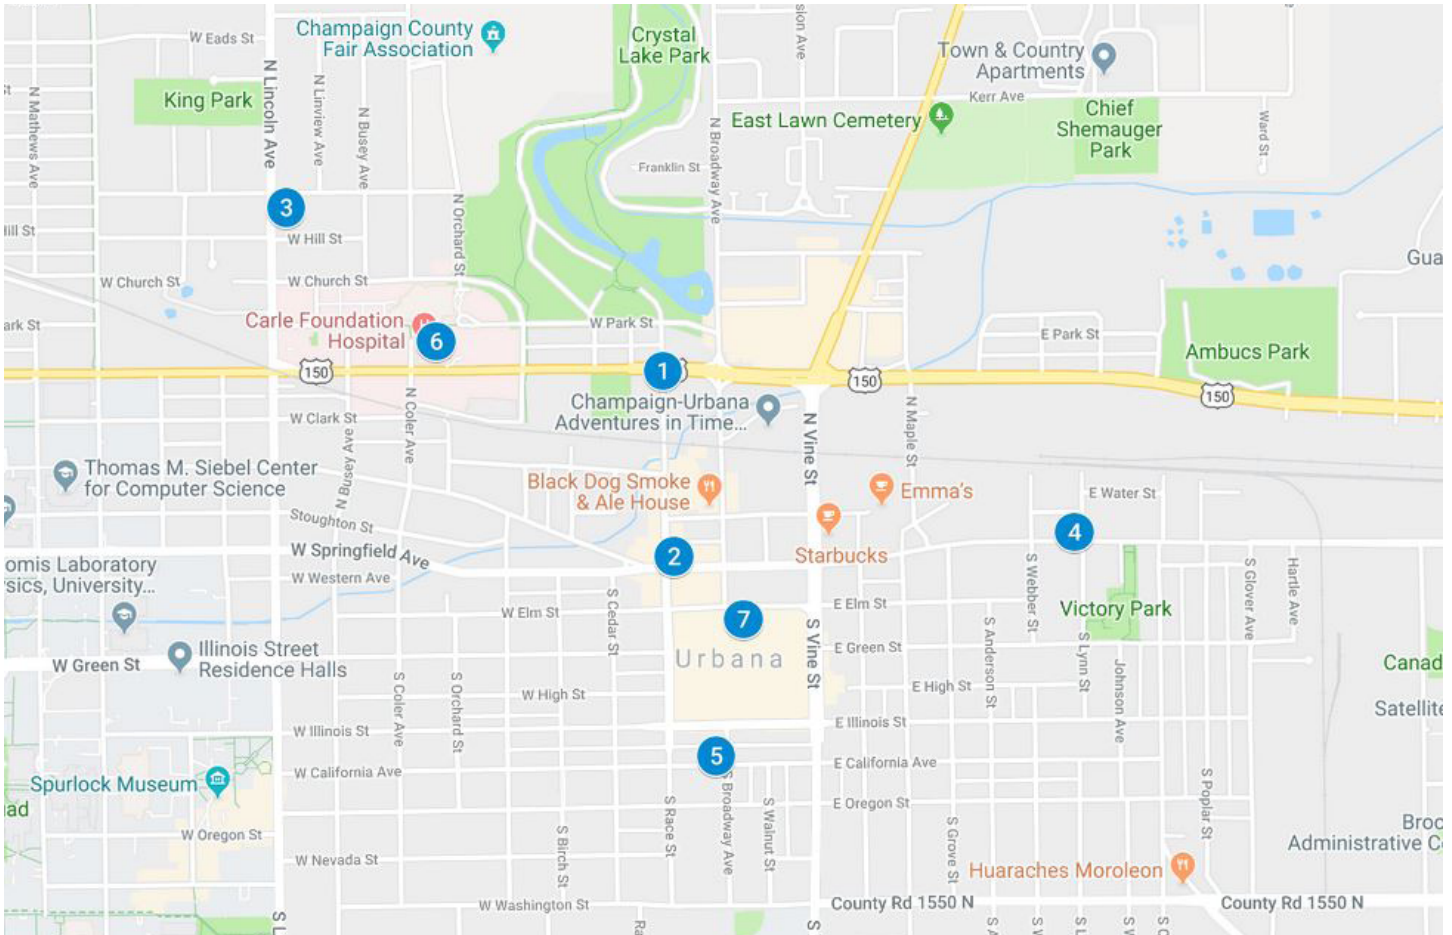 W Eads St
Champaign County
Fair Association
Crystal
Lake Park
sion Ave
Town & Country
Apartments
Kerr Ave
King Park
N Lincoln Ave
N Linview Ave
N Busey Ave
N Mathews Ave
St
East Lawn Cemetery
N Broadway Ave
Chief
Shemauger
Park
Ward St
Franklin St
3
N Orchard St
W Hill St
ill St
W Church St
W Church St
Gua
Carle Foundation
Hospital
H
6
W Park St
ark St
E Park St
Ambucs Park
150
1
150
150
W Clark St
N Coler Ave
N Busey Ave
Champaign-Urbana
Adventures in Time...
N Vine St
N Maple St
Thomas M. Siebel Center
for Computer Science
Black Dog Smoke
& Ale House
Emma's
E Water St
Stoughton St
W Springfield Ave
2
Starbucks
4
omis Laboratory
sics, University...
W Western Ave
S Webber St
S Glover Ave
Hartle Ave
W Elm St
S Cedar St
7
E Elm St
Victory Park
Illinois Street
Residence Halls
W Green St
Urbana
S Vine St
E Green St
S Anderson St
S Lynn St
Johnson Ave
Canad
S Coler Ave
S Orchard St
W High St
E High St
Satellite
W Illinois St
E Illinois St
5
W California Ave
E California Ave
Spurlock Museum
ad
S Race St
S Broadway Ave
S Walnut St
E Oregon St
S Poplar St
W Oregon St
S Birch St
S Grove St
Broo
Administrative C
W Nevada St
Huaraches Moroleon
W Washington St
County Rd 1550 N
County Rd 1550 N
S L
Ra
S
S A
S W
S L
S C